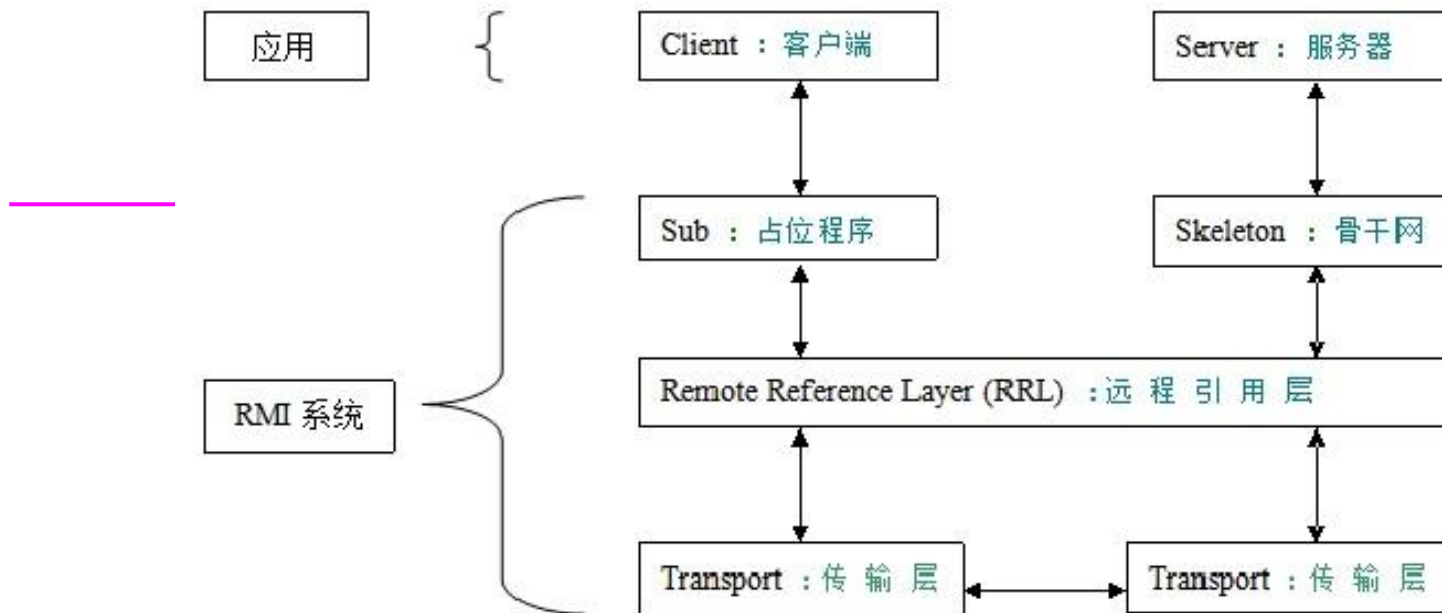 应用
Client : 客户端
Server : 服务器
Sub : 占位程序
Skeleton : 骨干网
Remote Reference Layer (RRL) :远 程 引 用 层
RMI 系统
Transport :传 输 层
Transport :传 输 层